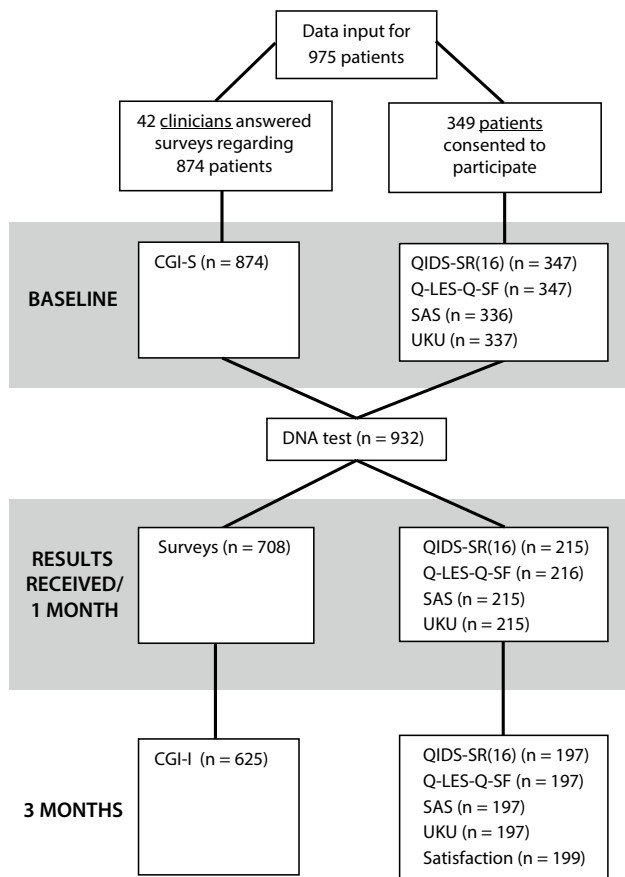 Data input for
975 patients
42 clinicians answered
surveys regarding
874 patients
349 patients
consented to
participate
BASELINE
CGI-S (n = 874)
QIDS-SR(16) (n = 347)
Q-LES-Q-SF (n = 347)
SAS (n = 336)
UKU (n = 337)
DNA test (n = 932)
RESULTS
RECEIVED/
1 MONTH
Surveys (n = 708)
QIDS-SR(16) (n = 215)
Q-LES-Q-SF (n = 216)
SAS (n = 215)
UKU (n = 215)
3 MONTHS
CGI-I (n = 625)
QIDS-SR(16) (n = 197)
Q-LES-Q-SF (n = 197)
SAS (n = 197)
UKU (n = 197)
Satisfaction (n = 199)